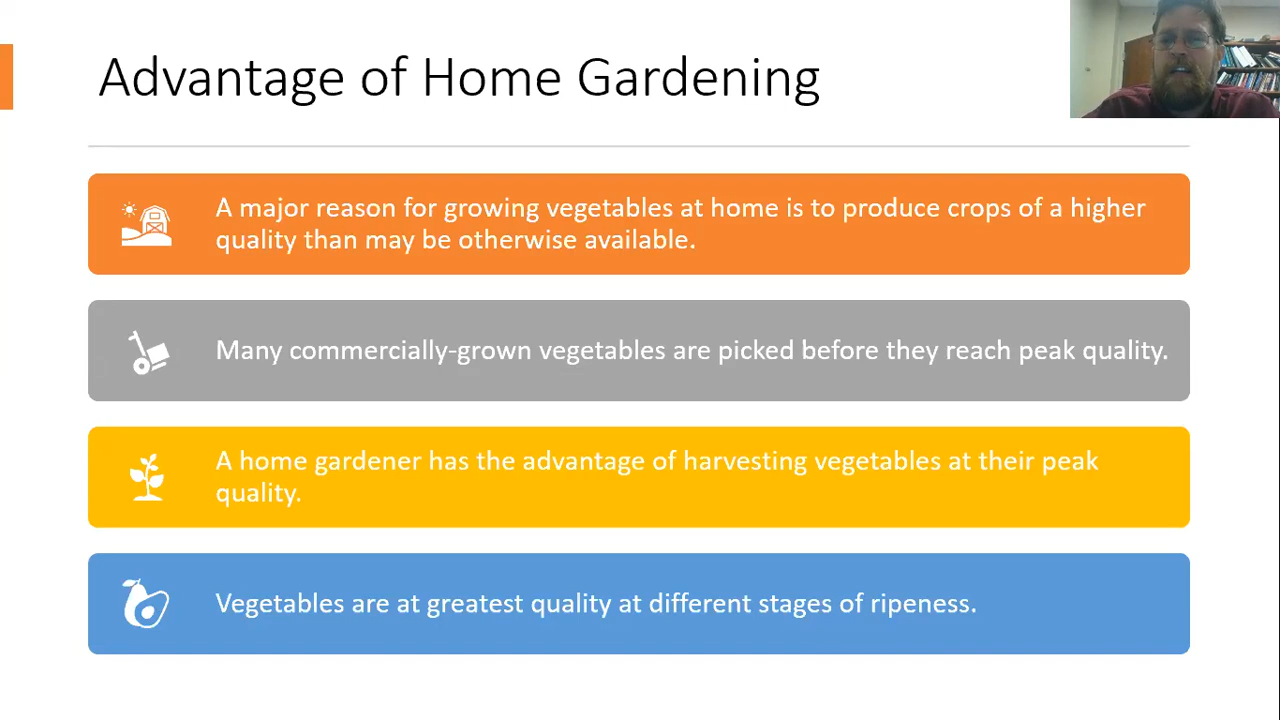 Advantage of Home Gardening
A major reason for growing vegetables at home is to produce crops of a higher
quality than may be otherwise available.
Many commercially-grown vegetables are picked before they reach peak quality.
A home gardener has the advantage of harvesting vegetables at their peak
quality.
Vegetables are at greatest quality at different stages of ripeness.